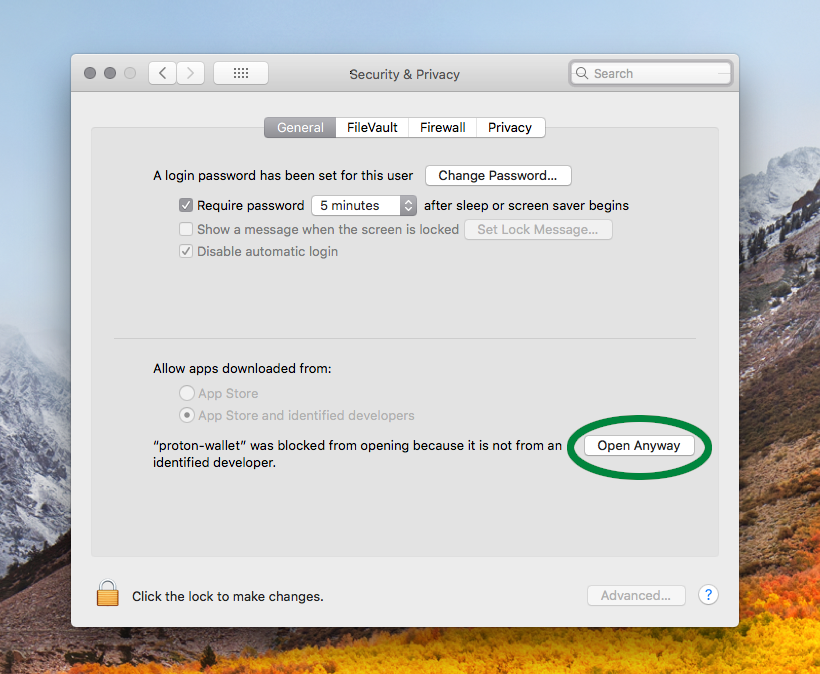 Security & Privacy
Search
General
FileVault
Firewall
Privacy
A login password has been set for this user
Change Password...
Require password
5 minutes
after sleep or screen saver begins
Show a message when the screen is locked
Set Lock Message...
Disable automatic login
Allow apps downloaded from:
App Store
App Store and identified developers
“proton-wallet” was blocked from opening because it is not from an
identified developer.
Open Anyway
Click the lock to make changes.
Advanced...
?